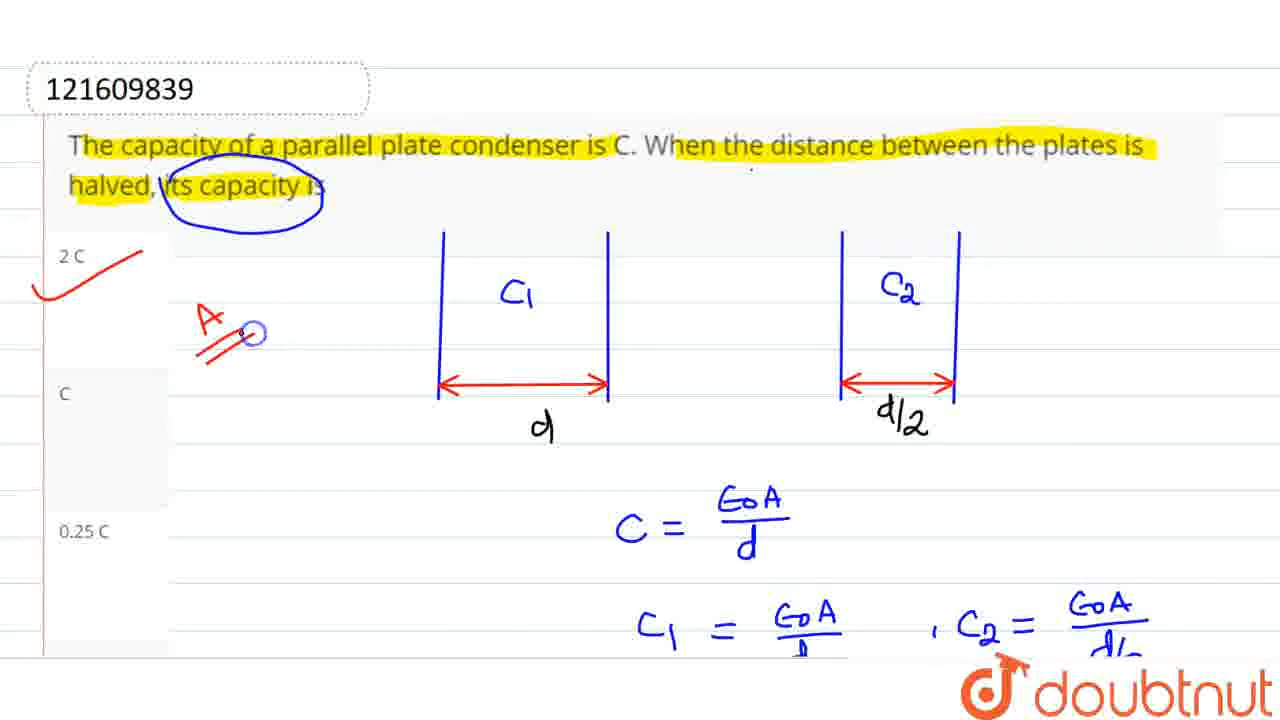 121609839
The capacity of a parallel plate condenser is C. When the distance between the plates is
halved, its capacity is
2 C
A
C
0.25 C
C1
d
C2
d/2
C = ϵ0A/d
C1 = ϵ0A/d , C2 = ϵ0A/d/2
doubtnut